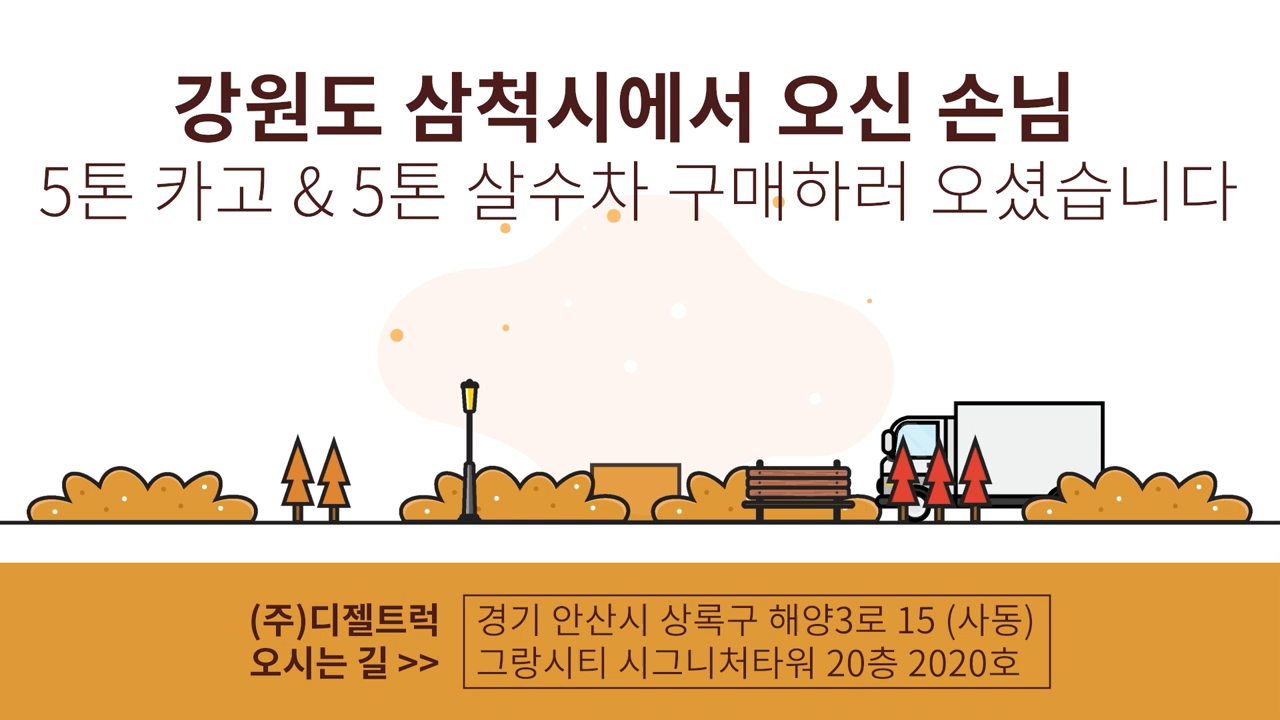 강원도 삼척시에서 오신 손님
5톤 카고 & 5톤 살수차 구매하러 오셨습니다
(주)디젤트럭
오시는 길 >>
경기 안산시 상록구 해양3로 15 (사동)
그랑시티 시그니처타워 20층 2020호